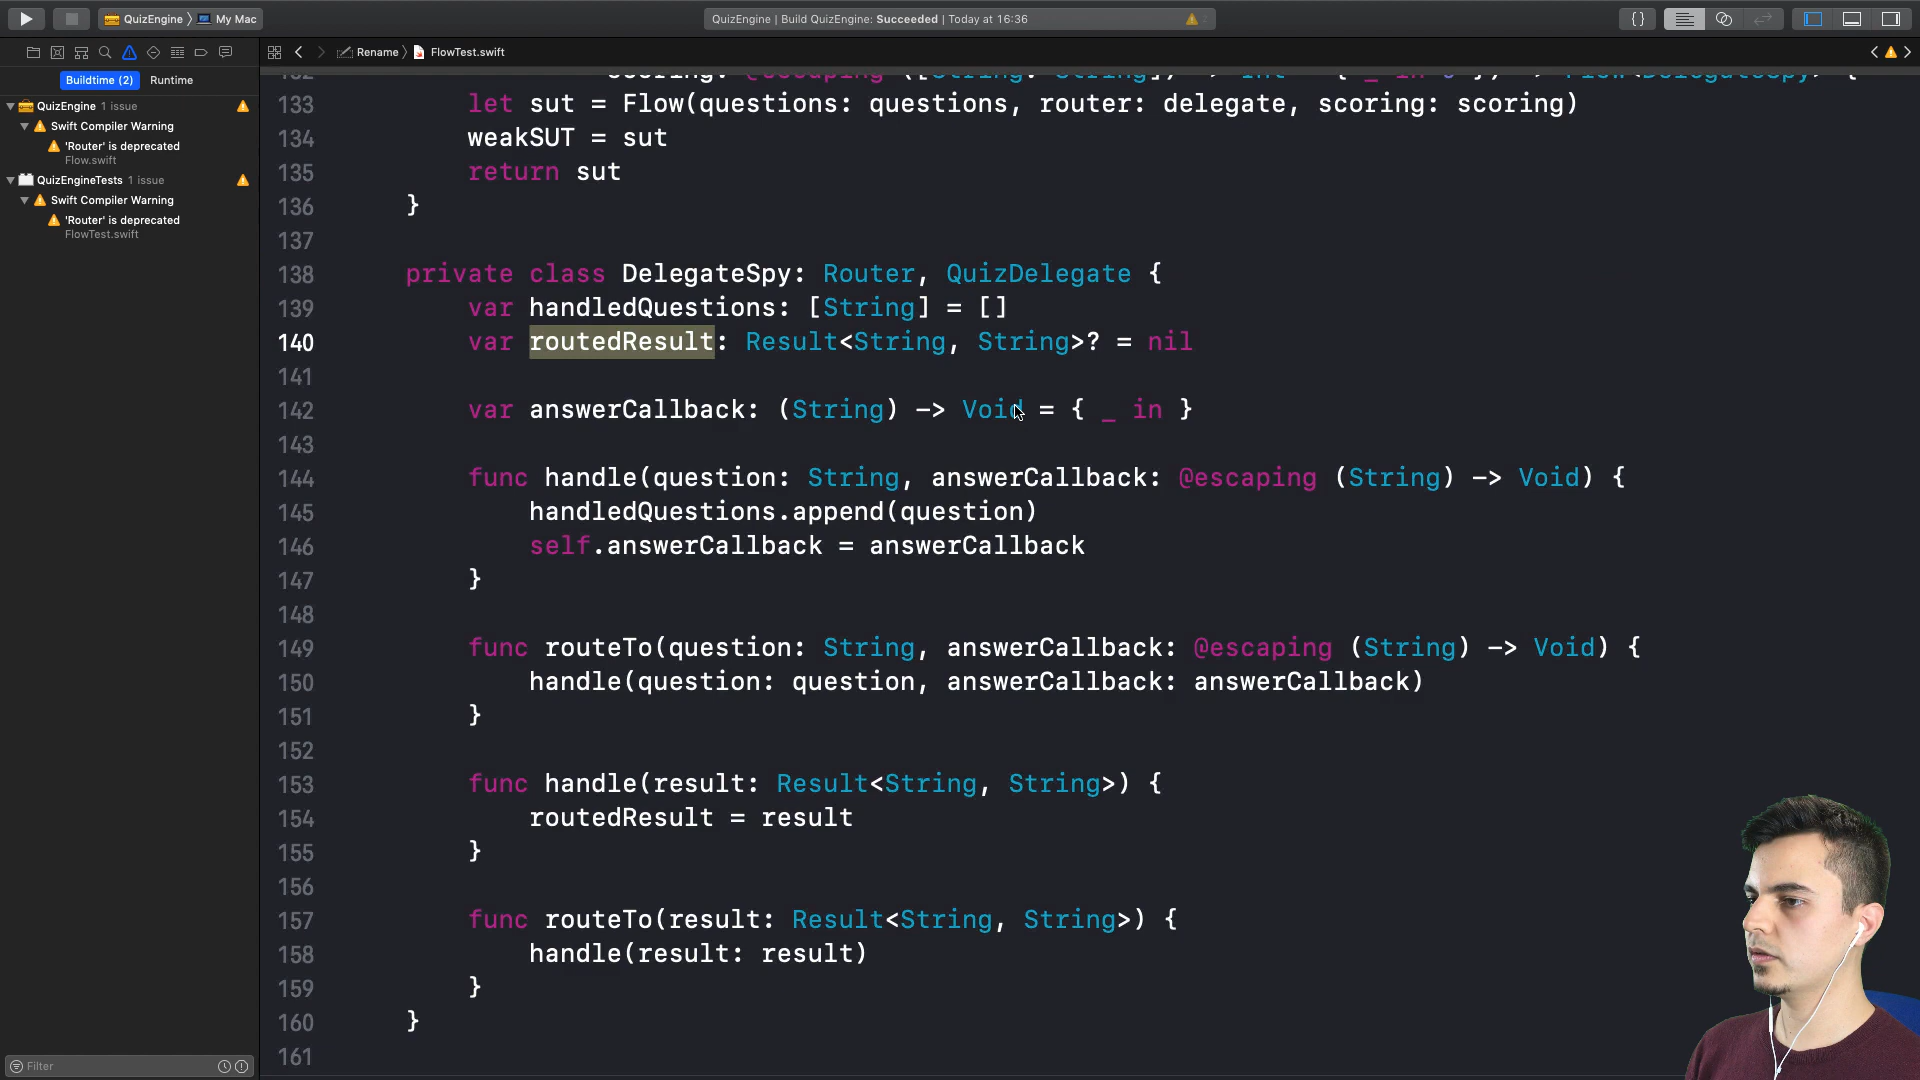 QuizEngine 〉 My Mac
QuizEngine | Build QuizEngine: Succeeded | Today at 16:36
{}
Rename 〉 FlowTest.swift
Buildtime (2) Runtime
QuizEngine 1 issue
Swift Compiler Warning
'Router' is deprecated
Flow.swift
QuizEngineTests 1 issue
Swift Compiler Warning
'Router' is deprecated
FlowTest.swift
Filter
133 let sut = Flow(questions: questions, router: delegate, scoring: scoring)
134 weakSUT = sut
135 return sut
136 }
137
138 private class DelegateSpy: Router, QuizDelegate {
139 var handledQuestions: [String] = []
140 var routedResult: Result<String, String>? = nil
141
142 var answerCallback: (String) -> Void = { _ in }
143
144 func handle(question: String, answerCallback: @escaping (String) -> Void) {
145 handledQuestions.append(question)
146 self.answerCallback = answerCallback
147 }
148
149 func routeTo(question: String, answerCallback: @escaping (String) -> Void) {
150 handle(question: question, answerCallback: answerCallback)
151 }
152
153 func handle(result: Result<String, String>) {
154 routedResult = result
155 }
156
157 func routeTo(result: Result<String, String>) {
158 handle(result: result)
159 }
160 }
161